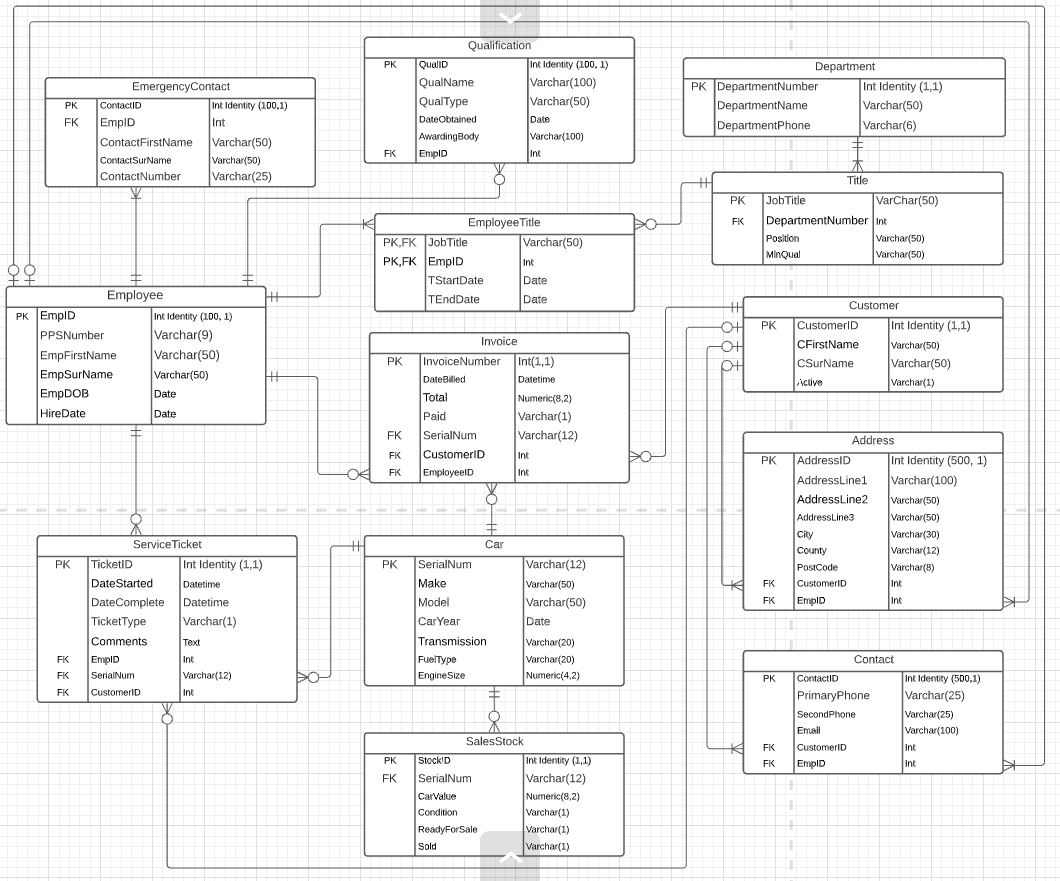 Qualification
PK QualID Int Identity (100, 1)
QualName Varchar(100)
QualType Varchar(50)
DateObtained Date
AwardingBody Varchar(100)
FK EmpID Int
Department
PK DepartmentNumber Int Identity (1,1)
DepartmentName Varchar(50)
DepartmentPhone Varchar(6)
EmergencyContact
PK ContactID Int Identity (100,1)
FK EmpID Int
ContactFirstName Varchar(50)
ContactSurName Varchar(50)
ContactNumber Varchar(25)
Title
PK JobTitle VarChar(50)
FK DepartmentNumber Int
Position Varchar(50)
MinQual Varchar(50)
EmployeeTitle
PK,FK JobTitle Varchar(50)
PK,FK EmpID Int
TStartDate Date
TEndDate Date
Employee
PK EmpID Int Identity (100, 1)
PPSNumber Varchar(9)
EmpFirstName Varchar(50)
EmpSurName Varchar(50)
EmpDOB Date
HireDate Date
Customer
PK CustomerID Int Identity (1,1)
CFirstName Varchar(50)
CSurName Varchar(50)
Active Varchar(1)
Invoice
PK InvoiceNumber Int(1,1)
DateBilled Datetime
Total Numeric(8,2)
Paid Varchar(1)
FK SerialNum Varchar(12)
FK CustomerID Int
FK EmployeeID Int
Address
PK AddressID Int Identity (500, 1)
AddressLine1 Varchar(100)
AddressLine2 Varchar(50)
AddressLine3 Varchar(50)
City Varchar(30)
County Varchar(12)
PostCode Varchar(8)
FK CustomerID Int
FK EmpID Int
ServiceTicket
PK TicketID Int Identity (1,1)
DateStarted Datetime
DateComplete Datetime
TicketType Varchar(1)
Comments Text
FK EmpID Int
FK SerialNum Varchar(12)
FK CustomerID Int
Car
PK SerialNum Varchar(12)
Make Varchar(50)
Model Varchar(50)
CarYear Date
Transmission Varchar(20)
FuelType Varchar(20)
EngineSize Numeric(4,2)
Contact
PK ContactID Int Identity (500,1)
PrimaryPhone Varchar(25)
SecondPhone Varchar(25)
Email Varchar(100)
FK CustomerID Int
FK EmpID Int
SalesStock
PK StockID Int Identity (1,1)
FK SerialNum Varchar(12)
CarValue Numeric(8,2)
Condition Varchar(1)
ReadyForSale Varchar(1)
Sold Varchar(1)